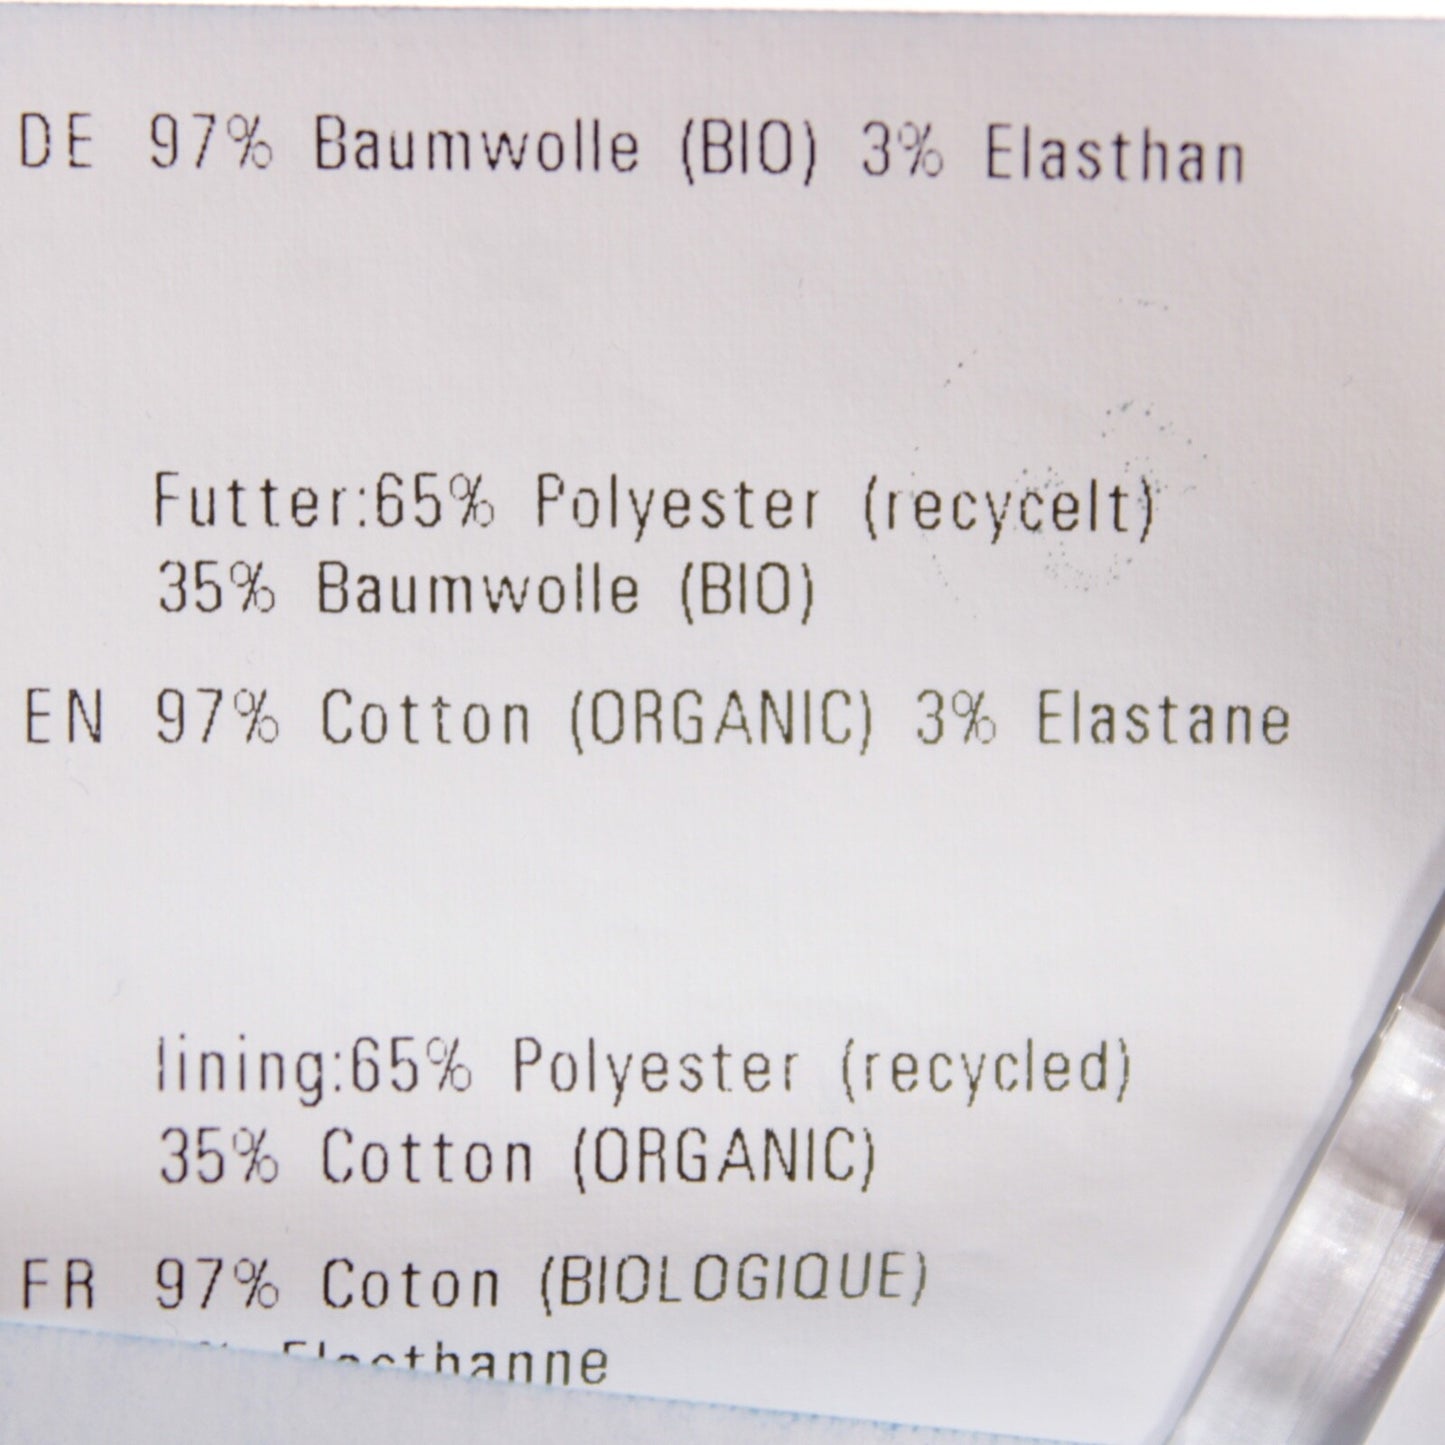 DE 97% Baumwolle (BIO) 3% Elasthan
Futter:65% Polyester (recycelt)
35% Baumwolle (BIO)
EN 97% Cotton (ORGANIC) 3% Elastane
lining:65% Polyester (recycled)
35% Cotton (ORGANIC)
FR 97% Coton (BIOLOGIQUE)
% Elasthanne